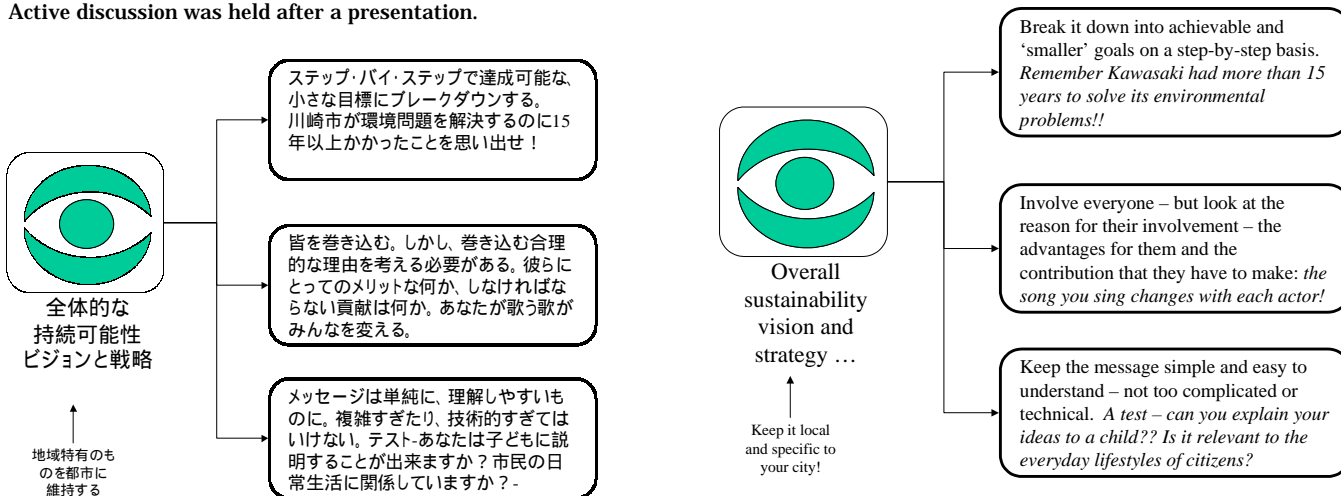 Active discussion was held after a presentation.
ステップ・バイ・ステップで達成可能な、
小さな目標にブレークダウンする。
川崎市が環境問題を解決するのに15
年以上かかったことを思い出せ！
皆を巻き込む。しかし、巻き込む合理
的な理由を考える必要がある。彼らに
とってのメリットな何か、しなければな
らない貢献は何か。あなたが歌う歌が
みんなを変える。
メッセージは単純に、理解しやすいも
のに。複雑すぎたり、技術的すぎては
いけない。テスト-あなたは子どもに説
明することが出来ますか？市民の日
常生活に関係していますか？-
全体的な
持続可能性
ビジョンと戦略
地域特有のも
のを都市に
維持する
Break it down into achievable and
‘smaller’ goals on a step-by-step basis.
Remember Kawasaki had more than 15
years to solve its environmental
problems!!
Involve everyone – but look at the
reason for their involvement – the
advantages for them and the
contribution that they have to make: the
song you sing changes with each actor!
Keep the message simple and easy to
understand – not too complicated or
technical. A test – can you explain your
ideas to a child?? Is it relevant to the
everyday lifestyles of citizens?
Overall
sustainability
vision and
strategy …
Keep it local
and specific to
your city!